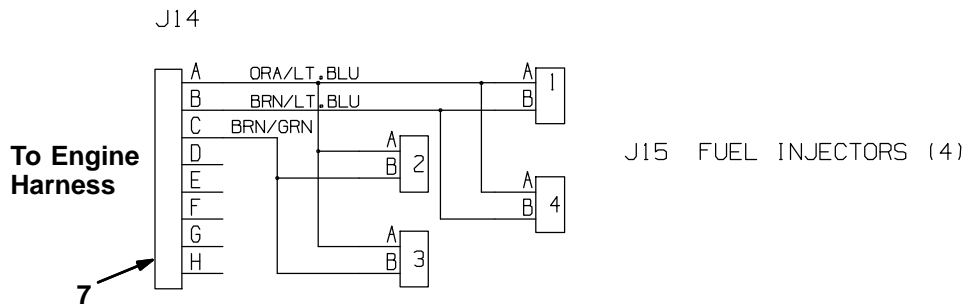 J14
A ORA/LT.BLU A 1
B BRN/LT.BLU B
C BRN/GRN
To Engine
Harness
D A 2
E B
F
G A 3
H B
A 4
B
J15 FUEL INJECTORS (4)
7